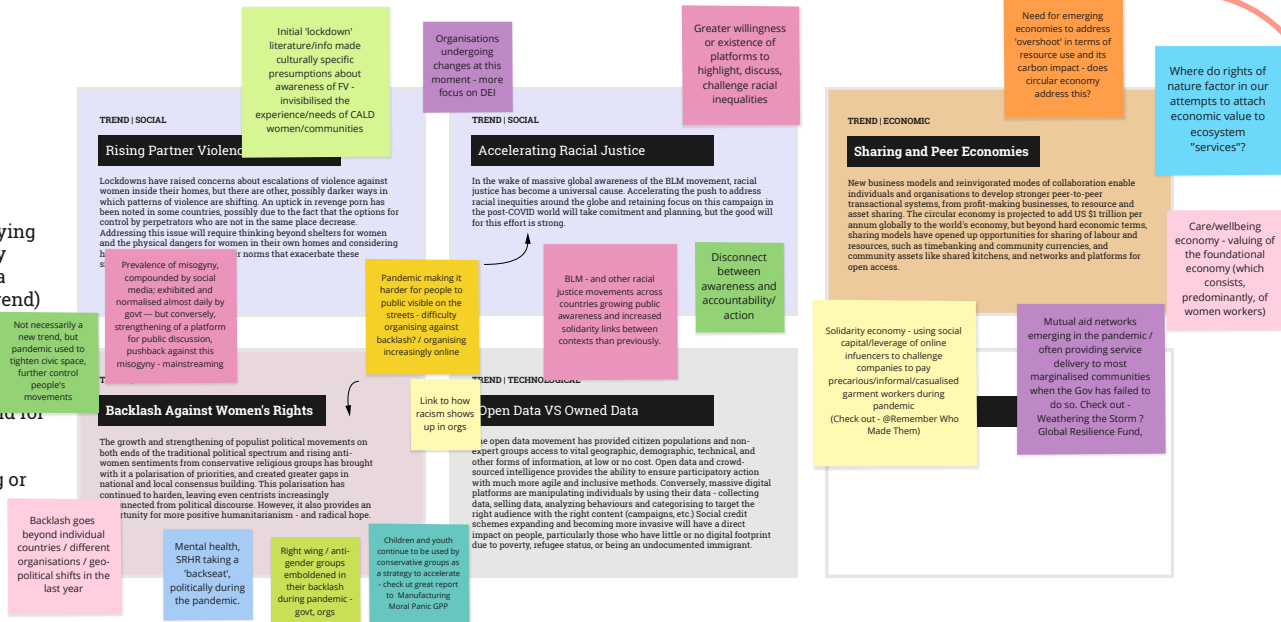 Initial 'lockdown'
literature/info made
culturally specific
presumptions about
awareness of FV -
invisibilised the
experience/needs of CALD
women/communities
Organisations
undergoing
changes at this
moment - more
focus on DEI
Greater willingness
or existence of
platforms to
highlight, discuss,
challenge racial
inequalities
Need for emerging
economies to address
'overshoot' in terms of
resource use and its
carbon impact - does
circular economy
address this?
Where do rights of
nature factor in our
attempts to attach
economic value to
ecosystem
"services"?
TREND | SOCIAL
Rising Partner Violenc
Lockdowns have raised concerns about escalations of violence against
women inside their homes, but there are other, possibly darker ways in
which patterns of violence are shifting. An uptick in revenge porn has
been noted in some countries, possibly due to the fact that the options for
control by perpetrators who are not in the same place decrease.
Addressing this issue will require thinking beyond shelters for women
and the physical dangers for women in their own homes and considering
norms that exacerbate these
TREND | SOCIAL
Accelerating Racial Justice
In the wake of massive global awareness of the BLM movement, racial
justice has become a universal cause. Accelerating the push to address
racial inequities around the globe and retaining focus on this campaign in
the post-COVID world will take comitment and planning, but the good will
for this effort is strong.
TREND | ECONOMIC
Sharing and Peer Economies
New business models and reinvigorated modes of collaboration enable
individuals and organisations to develop stronger peer-to-peer
transactional systems, from profit-making businesses, to resource and
asset sharing. The circular economy is projected to add US $1 trillion per
annum globally to the world's economy, but beyond hard economic terms,
sharing models have opened up opportunities for sharing of labour and
resources, such as timebanking and community currencies, and
community assets like shared kitchens, and networks and platforms for
open access.
Care/wellbeing
economy - valuing of
the foundational
economy (which
consists,
predominantly, of
women workers)
ying
y
a
end)
Not necessarily a
new trend, but
pandemic used to
tighten civic space,
further control
people's
movements
Prevalence of misogyny,
compounded by social
media; exhibited and
normalised almost daily by
govt --- but conversely,
strengthening of a platform
for public discussion,
pushback against this
misogyny - mainstreaming
Pandemic making it
harder for people to
public visible on the
streets - difficulty
organising against
backlash? / organising
increasingly online
BLM - and other racial
justice movements across
countries growing public
awareness and increased
solidarity links between
contexts than previously.
Disconnect
between
awareness and
accountability/
action
Solidarity economy - using social
capital/leverage of online
infuencers to challenge
companies to pay
precarious/informal/casualised
garment workers during
pandemic
(Check out - @Remember Who
Made Them)
Mutual aid networks
emerging in the pandemic /
often providing service
delivery to most
marginalised communities
when the Gov has failed to
do so. Check out -
Weathering the Storm ?
Global Resilience Fund,
for
g or
Backlash Against Women's Rights
The growth and strengthening of populist political movements on
both ends of the traditional political spectrum and rising anti-
women sentiments from conservative religious groups has brought
with it a polarisation of priorities, and created greater gaps in
national and local consensus building. This polarisation has
continued to harden, leaving even centrists increasingly
onnected from political discourse. However, it also provides an
rtunity for more positive humanitarianism - and radical hope.
Link to how
racism shows
up in orgs
TREND | TECHNOLOGICAL
Open Data VS Owned Data
he open data movement has provided citizen populations and non-
expert groups access to vital geographic, demographic, technical, and
other forms of information, at low or no cost. Open data and crowd-
sourced intelligence provides the ability to ensure participatory action
with much more agile and inclusive methods. Conversely, massive digital
platforms are manipulating individuals by using their data - collecting
data, selling data, analyzing behaviours and categorising to target the
right audience with the right content (campaigns, etc.) Social credit
schemes expanding and becoming more invasive will have a direct
impact on people, particularly those who have little or no digital footprint
due to poverty, refugee status, or being an undocumented immigrant.
Backlash goes
beyond individual
countries / different
organisations / geo-
political shifts in the
last year
Mental health,
SRHR taking a
'backseat',
politically during
the pandemic.
Right wing / anti-
gender groups
emboldened in
their backlash
during pandemic -
govt, orgs
Children and youth
continue to be used by
conservative groups as
a strategy to accelerate
- check ut great report
to Manufacturing
Moral Panic GPP